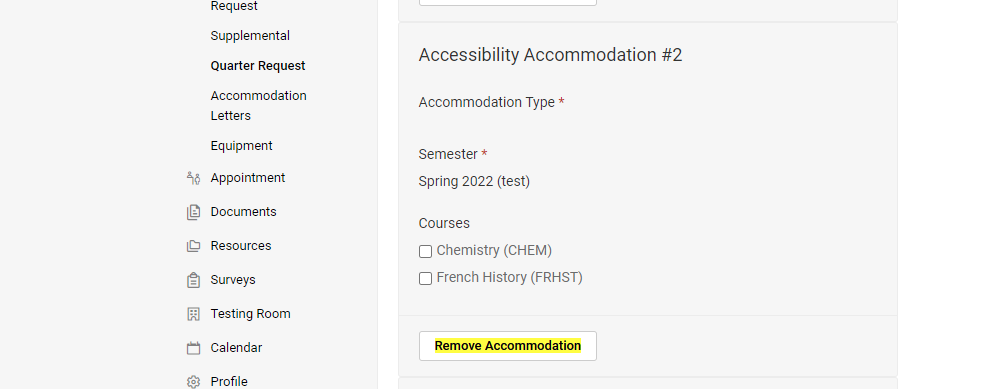 Request
Supplemental
Quarter Request
Accommodation
Letters
Equipment
Appointment
Documents
Resources
Surveys
Testing Room
Calendar
Profile
Accessibility Accommodation #2
Accommodation Type *
Semester *
Spring 2022 (test)
Courses
Chemistry (CHEM)
French History (FRHST)
Remove Accommodation